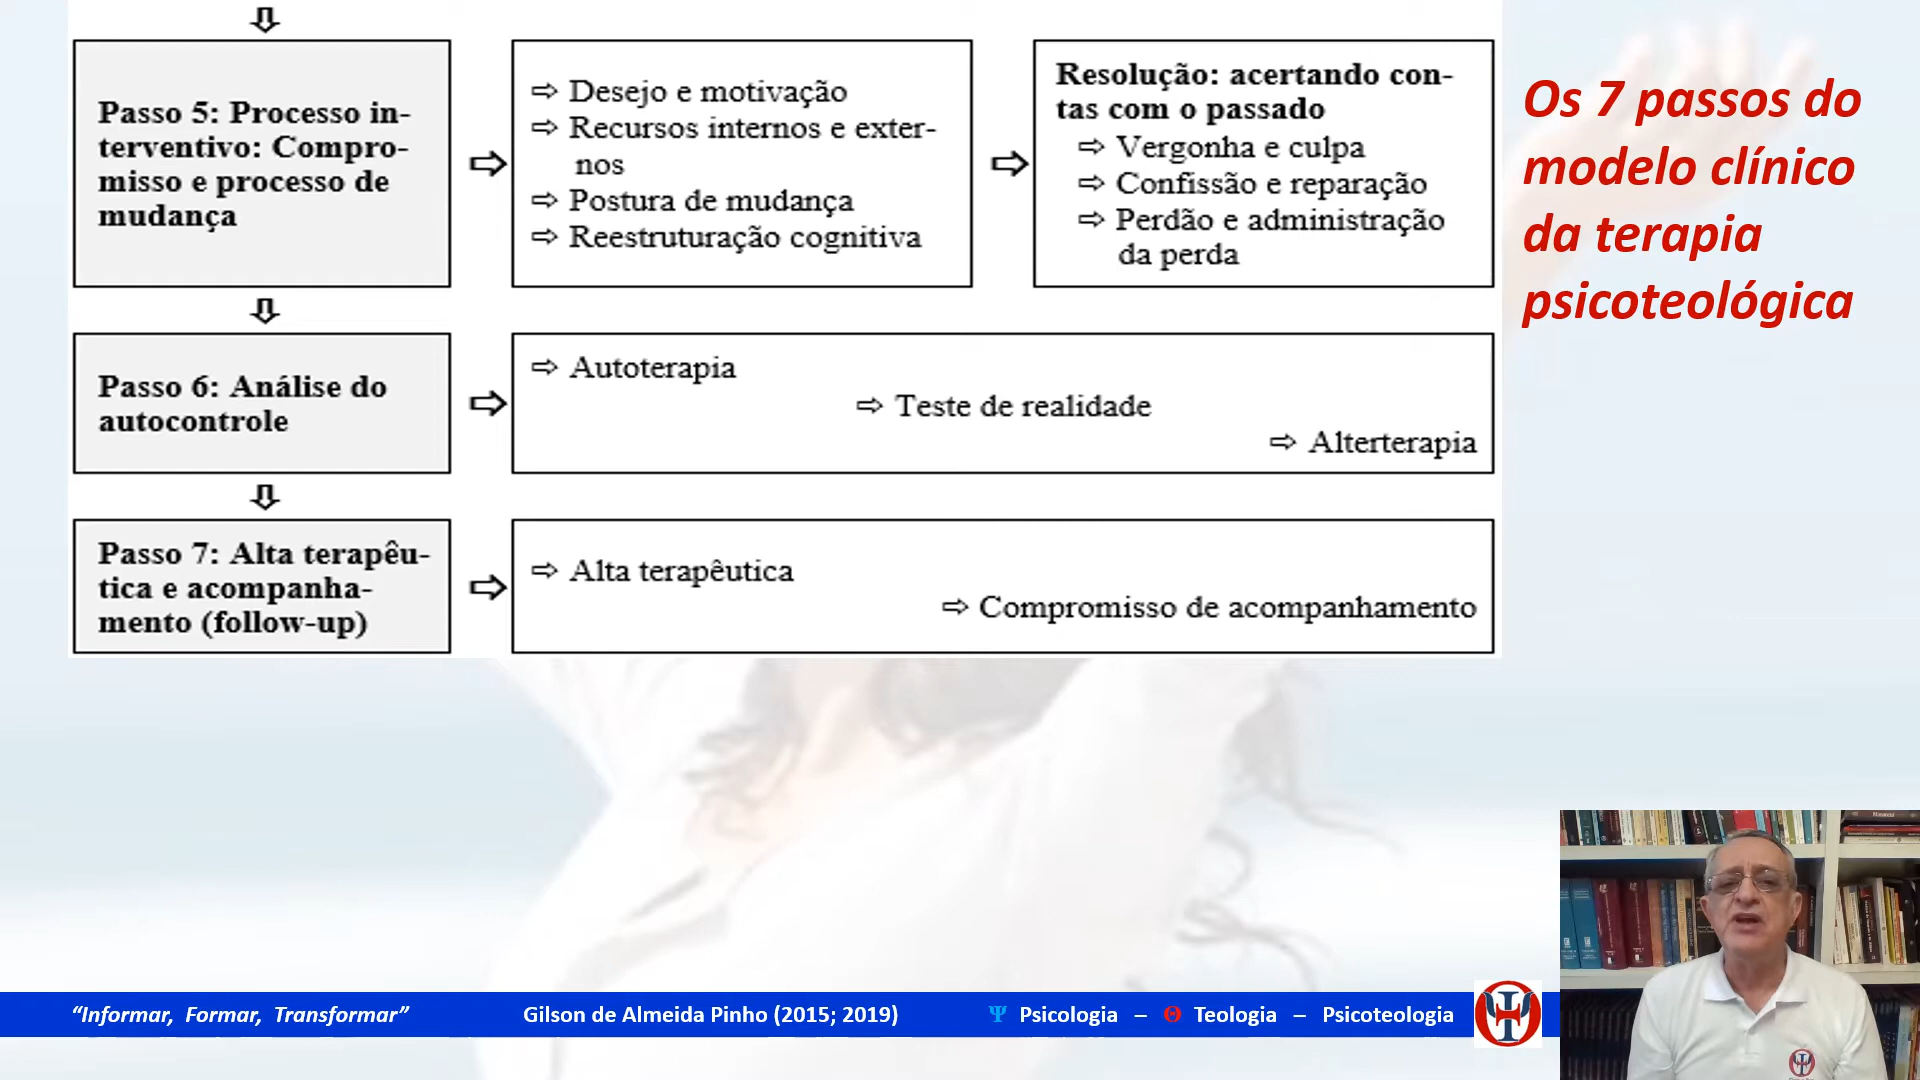 Passo 5: Processo in-
terventivo: Compro-
misso e processo de
mudança
⇨ Desejo e motivação
⇨ Recursos internos e exter-
nos
⇨ Postura de mudança
⇨ Reestruturação cognitiva
Resolução: acertando con-
tas com o passado
⇨ Vergonha e culpa
⇨ Confissão e reparação
⇨ Perdão e administração
da perda
Os 7 passos do
modelo clínico
da terapia
psicoteológica
Passo 6: Análise do
autocontrole
⇨ Autoterapia
⇨ Teste de realidade
⇨ Alterterapia
Passo 7: Alta terapêu-
tica e acompanha-
mento (follow-up)
⇨ Alta terapêutica
⇨ Compromisso de acompanhamento
“Informar, Formar, Transformar” Gilson de Almeida Pinho (2015; 2019) Ψ Psicologia – Θ Teologia – Psicoteologia